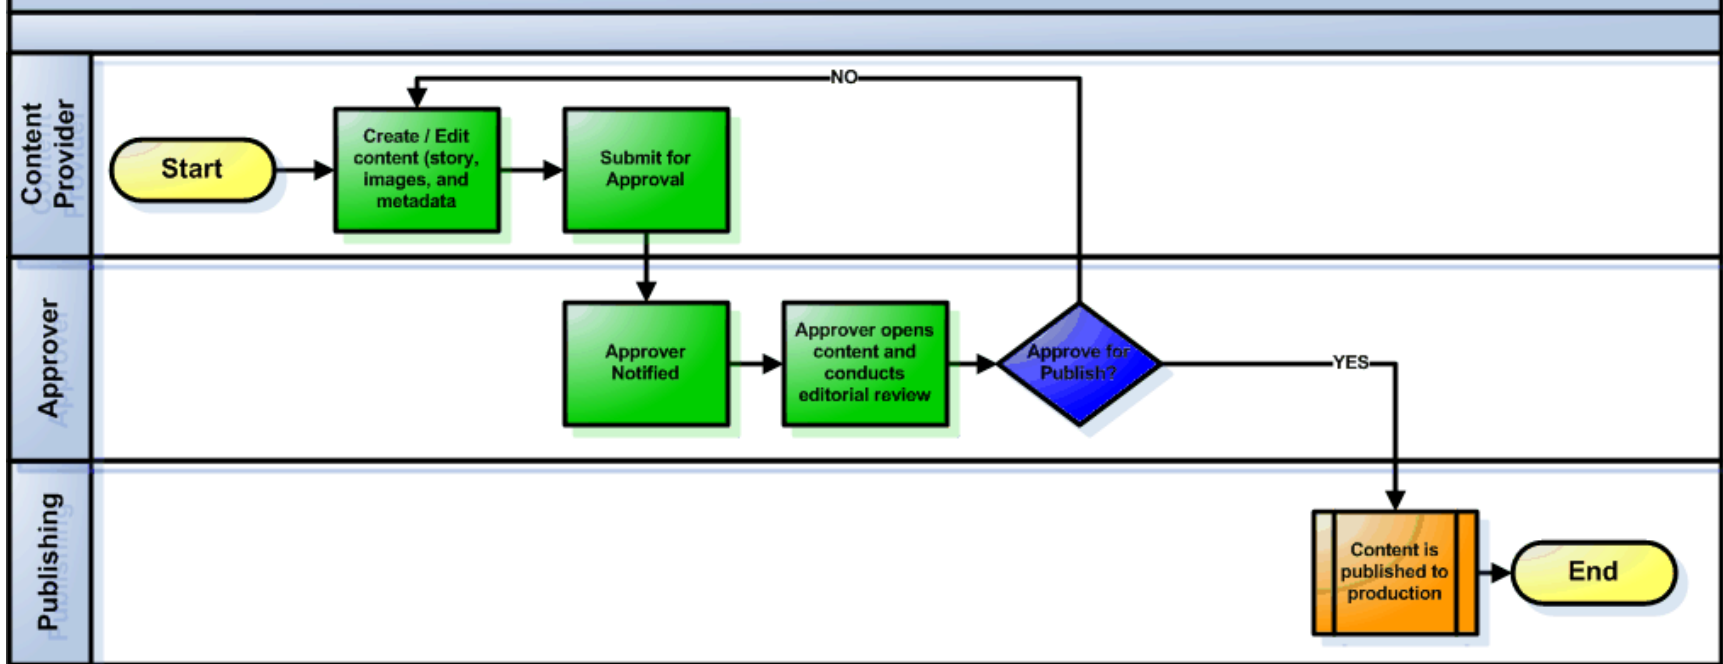 Content
Provider
Start
Create / Edit
content (story,
images, and
metadata
Submit for
Approval
NO
Approver
Approver
Notified
Approver opens
content and
conducts
editorial review
Approve for
Publish?
YES
Publishing
Content is
published to
production
End